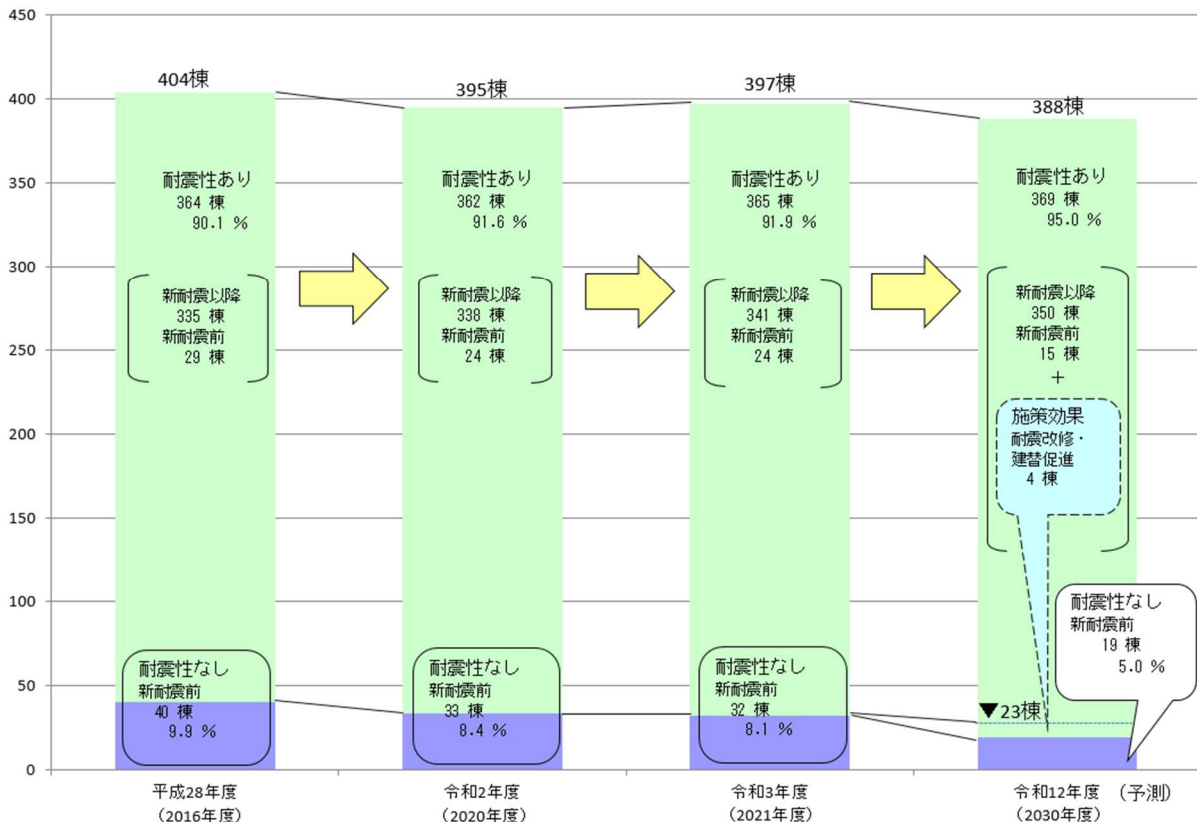 450
400
350
300
250
200
150
100
50
0
404棟
耐震性あり
364 棟
90.1 %
新耐震以降
335 棟
新耐震前
29 棟
耐震性なし
新耐震前
40 棟
9.9 %
平成28年度
(2016年度)
395棟
耐震性あり
362 棟
91.6 %
新耐震以降
338 棟
新耐震前
24 棟
耐震性なし
新耐震前
33 棟
8.4 %
令和2年度
(2020年度)
397棟
耐震性あり
365 棟
91.9 %
新耐震以降
341 棟
新耐震前
24 棟
耐震性なし
新耐震前
32 棟
8.1 %
令和3年度
(2021年度)
388棟
耐震性あり
369 棟
95.0 %
新耐震以降
350 棟
新耐震前
15 棟
+
施策効果
耐震改修・
建替促進
4 棟
▼23棟
耐震性なし
新耐震前
19 棟
5.0 %
令和12年度 (予測)
(2030年度)